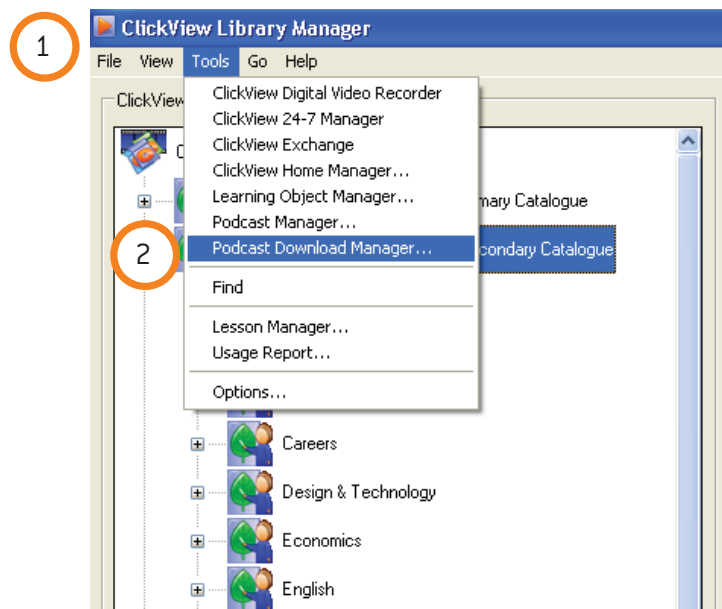 1
ClickView Library Manager
File View Tools Go Help
ClickView
ClickView Digital Video Recorder
ClickView 24-7 Manager
ClickView Exchange
ClickView Home Manager...
Learning Object Manager...
Podcast Manager...
Podcast Download Manager...
Find
Lesson Manager...
Usage Report...
Options...
Catalogue
2
Catalogue
Careers
Design & Technology
Economics
English